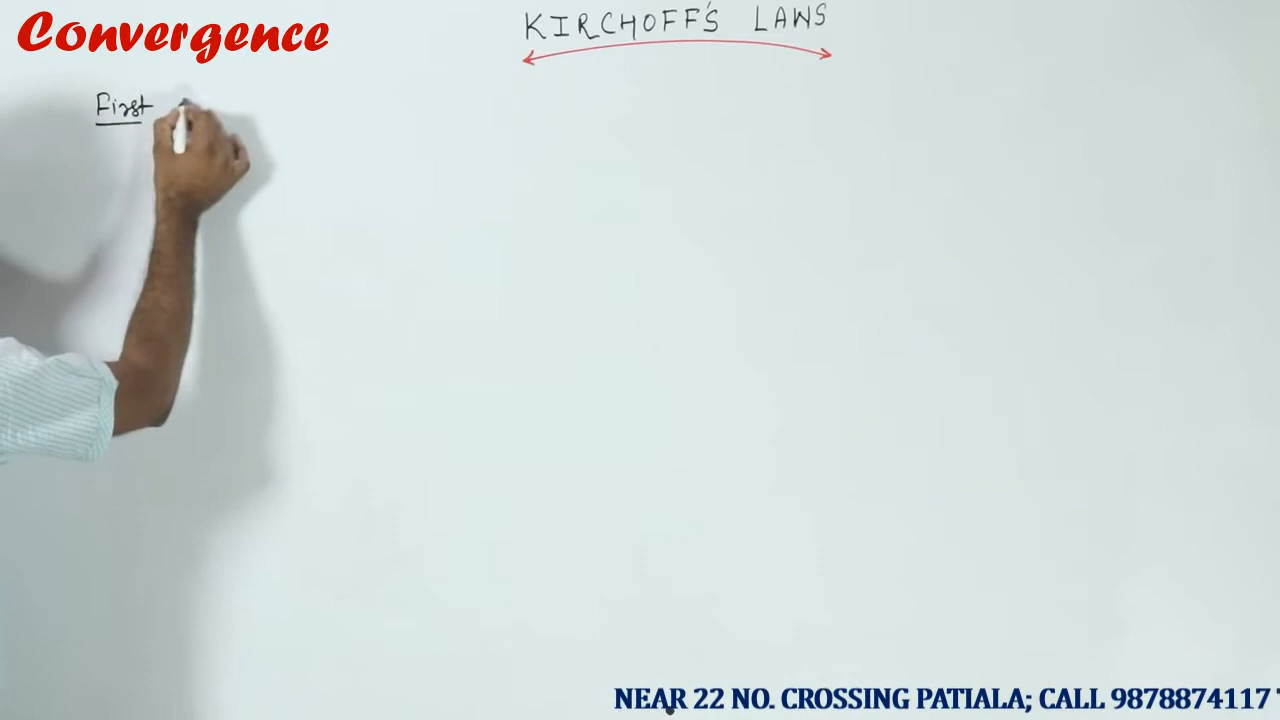 Convergence
KIRCHOFF'S LAWS
First
NEAR 22 NO. CROSSING PATIALA; CALL 9878874117